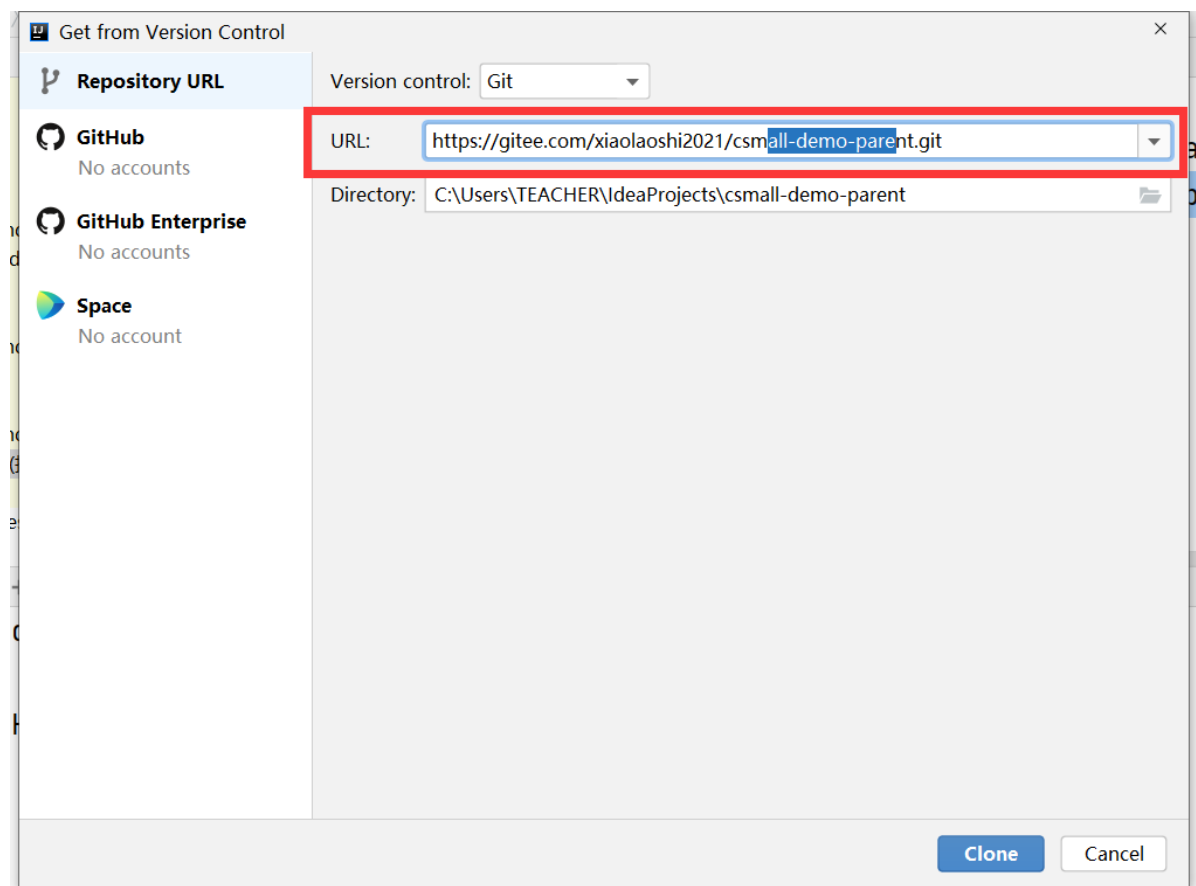 Get from Version Control
Repository URL
Version control: Git
GitHub
No accounts
URL: https://gitee.com/xiaolaoshi2021/csmall-demo-parent.git
Directory: C:\Users\TEACHER\IdeaProjects\csmall-demo-parent
GitHub Enterprise
No accounts
Space
No account
Clone
Cancel